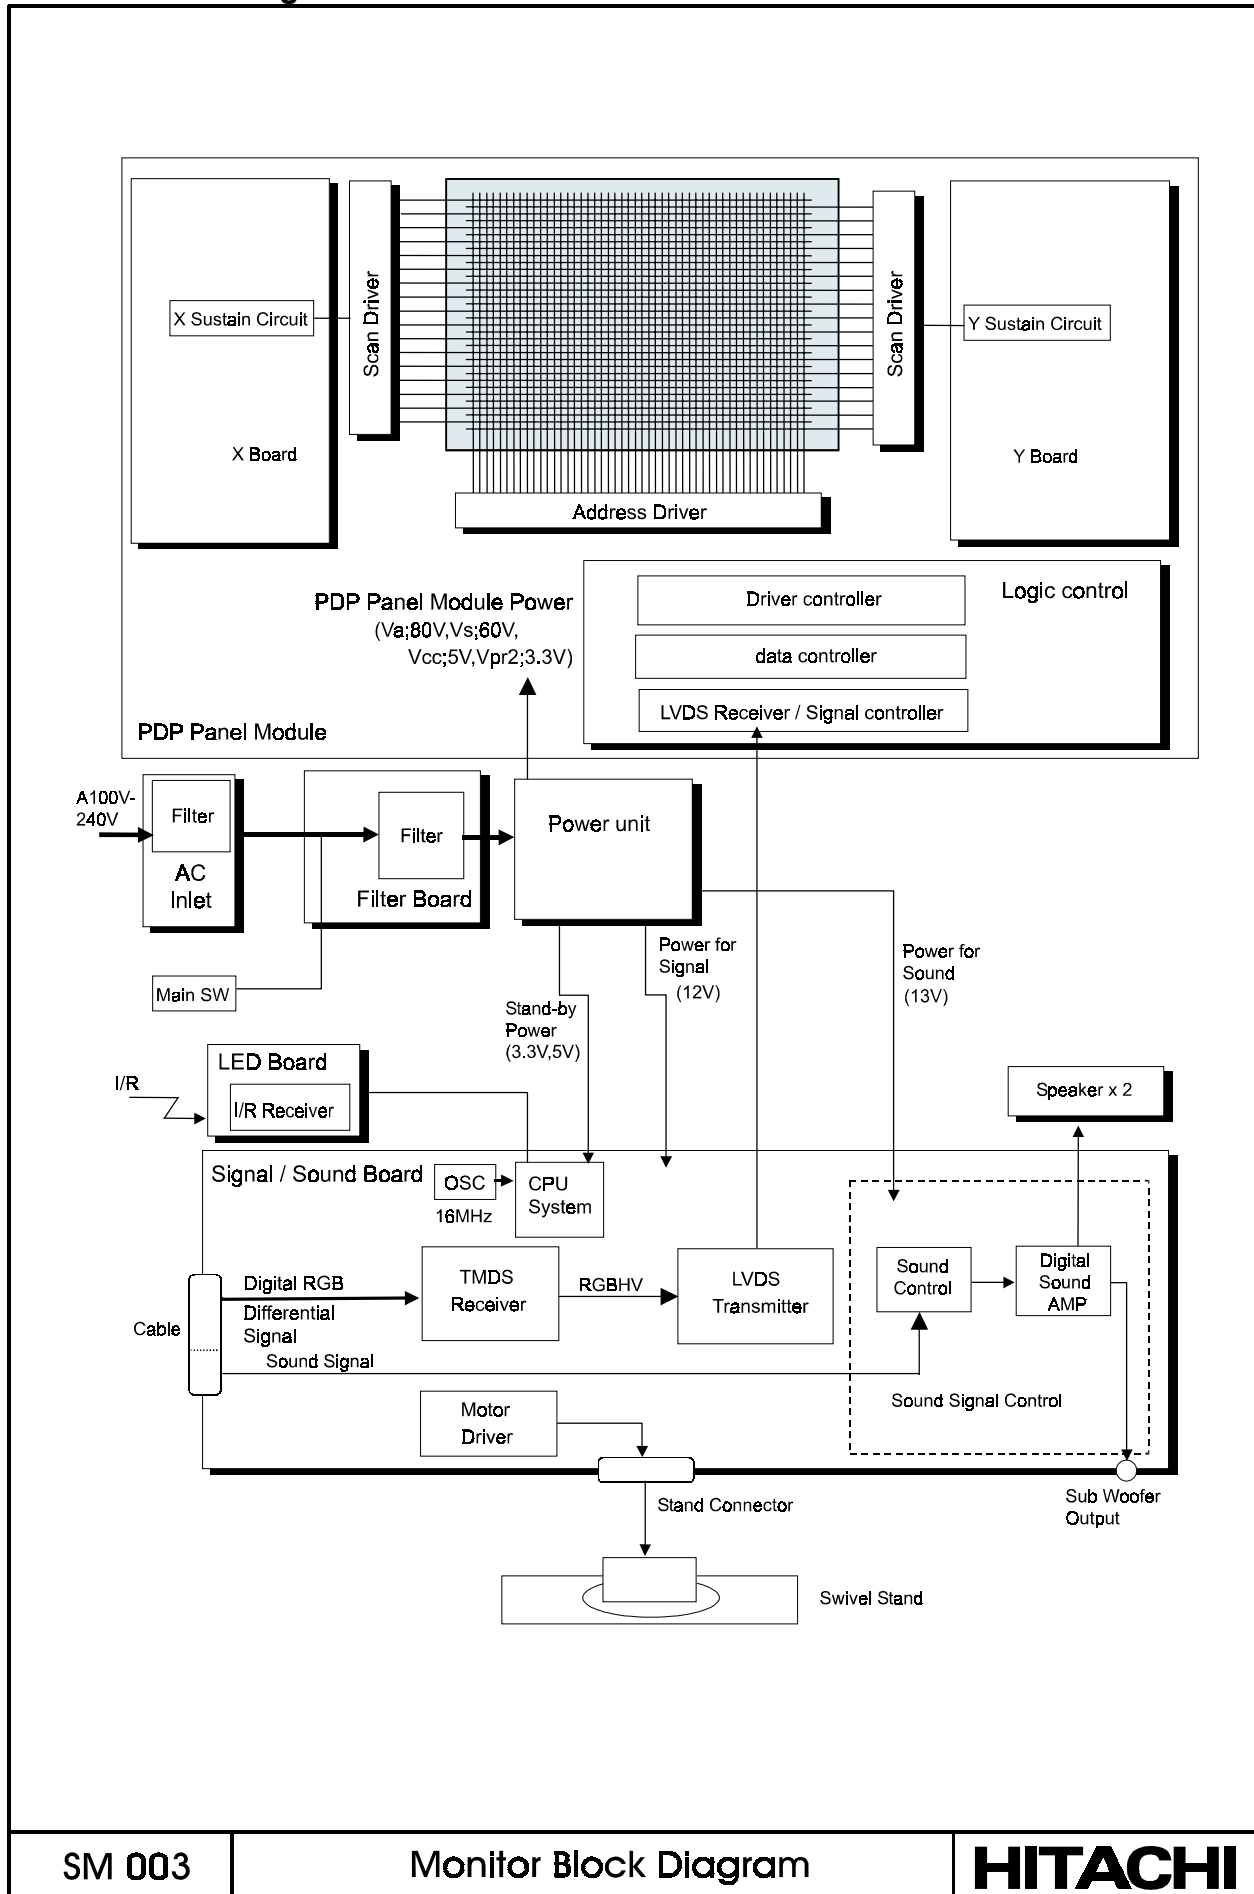 X Sustain Circuit
X Board
Scan Driver
Scan Driver
Y Sustain Circuit
Y Board
Address Driver
PDP Panel Module Power
(Va;80V,Vs;60V,
Vcc;5V,Vpr2;3.3V)
Logic control
Driver controller
data controller
LVDS Receiver / Signal controller
PDP Panel Module
A100V-
240V
Filter
AC
Inlet
Filter
Filter Board
Power unit
Main SW
Stand-by
Power
(3.3V,5V)
Power for
Signal
(12V)
Power for
Sound
(13V)
LED Board
I/R
I/R Receiver
Speaker x 2
Signal / Sound Board
OSC
16MHz
CPU
System
Cable
Digital RGB
Differential
Signal
Sound Signal
TMDS
Receiver
RGBHV
LVDS
Transmitter
Sound
Control
Digital
Sound
AMP
Sound Signal Control
Motor
Driver
Stand Connector
Sub Woofer
Output
Swivel Stand
SM 003
Monitor Block Diagram
HITACHI